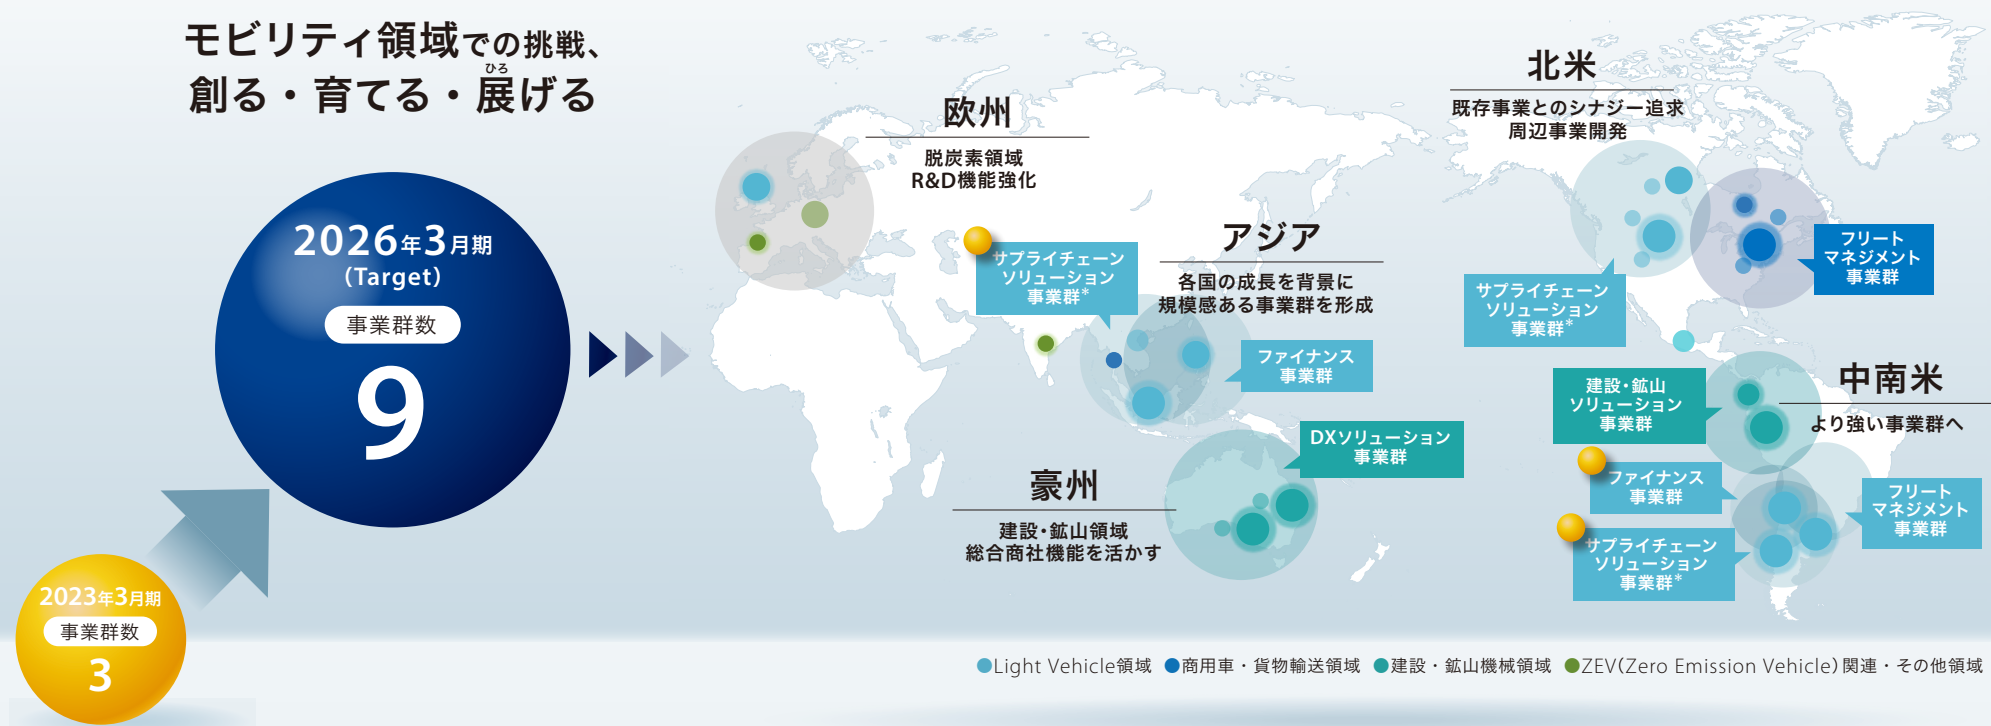 モビリティ領域での挑戦、
ひろ
創る・育てる・展げる
2026年3月期
(Target)
事業群数
9
2023年3月期
事業群数
3
欧州
脱炭素領域
R&D機能強化
サプライチェーン
ソリューション
事業群*
アジア
各国の成長を背景に
規模感ある事業群を形成
ファイナンス
事業群
豪州
建設・鉱山領域
総合商社機能を活かす
DXソリューション
事業群
北米
既存事業とのシナジー追求
周辺事業開発
フリート
マネジメント
事業群
サプライチェーン
ソリューション
事業群*
中南米
より強い事業群へ
建設・鉱山
ソリューション
事業群
ファイナンス
事業群
サプライチェーン
ソリューション
事業群*
フリート
マネジメント
事業群
●Light Vehicle領域 ●商用車・貨物輸送領域 ●建設・鉱山機械領域 ●ZEV(Zero Emission Vehicle)関連・その他領域